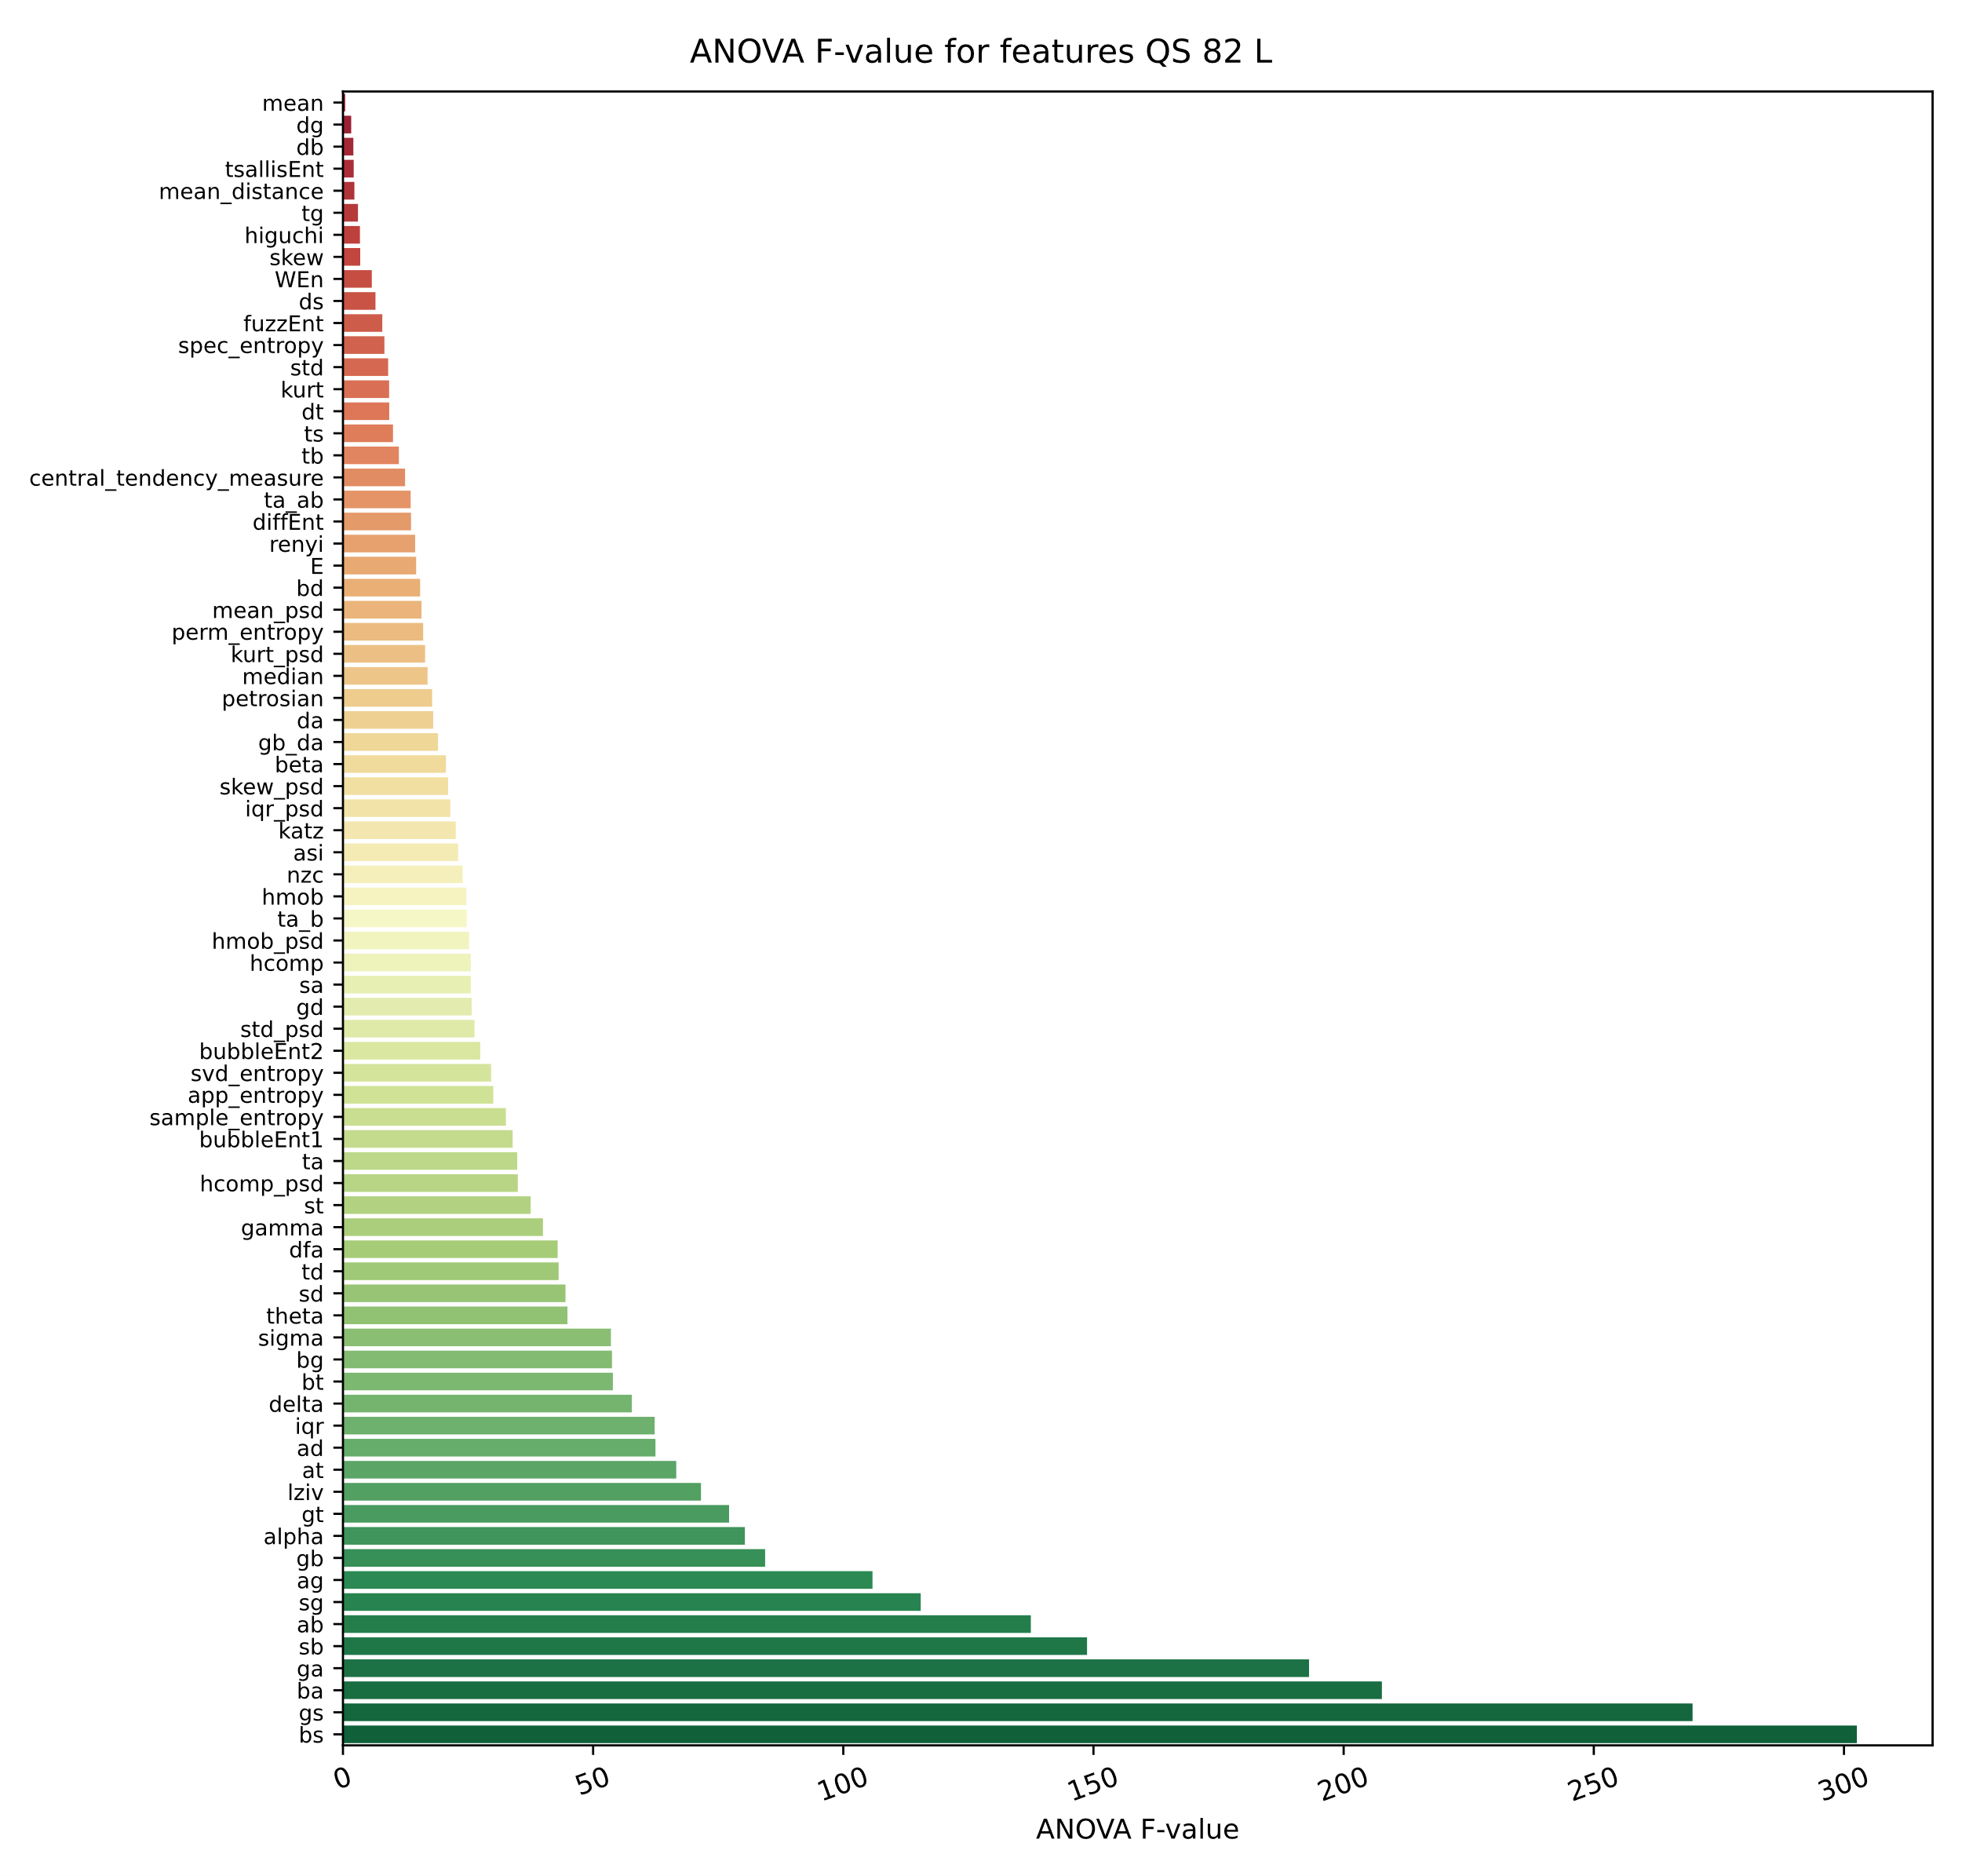 ANOVA F-value for features QS 82 L
mean
dg
db
tsallisEnt
mean_distance
tg
higuchi
skew
WEn
ds
fuzzEnt
spec_entropy
std
kurt
dt
ts
tb
central_tendency_measure
ta_ab
diffEnt
renyi
E
bd
mean_psd
perm_entropy
kurt_psd
median
petrosian
da
gb_da
beta
skew_psd
iqr_psd
katz
asi
nzc
hmob
ta_b
hmob_psd
hcomp
sa
gd
std_psd
bubbleEnt2
svd_entropy
app_entropy
sample_entropy
bubbleEnt1
ta
hcomp_psd
st
gamma
dfa
td
sd
theta
sigma
bg
bt
delta
iqr
ad
at
lziv
gt
alpha
gb
ag
sg
ab
sb
ga
ba
gs
bs
0 50 100 150 200 250 300
ANOVA F-value